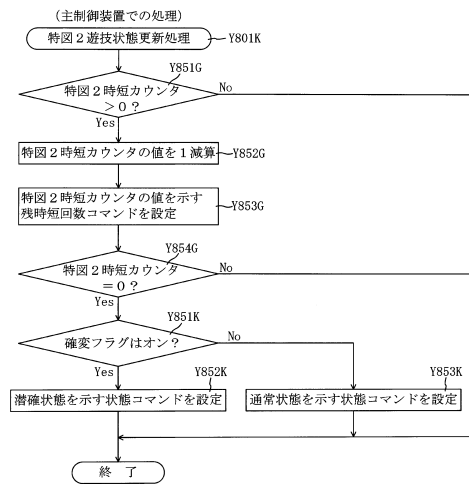 (主制御装置での処理)
特図2遊技状態更新処理
Y801K
Y851G
特図2時短カウンタ
>0?
No
Yes
特図2時短カウンタの値を1減算
Y852G
特図2時短カウンタの値を示す
残時短回数コマンドを設定
Y853G
Y854G
特図2時短カウンタ
=0?
No
Yes
Y851K
確変フラグはオン?
No
Yes
Y852K
潜確状態を示す状態コマンドを設定
Y853K
通常状態を示す状態コマンドを設定
終 了